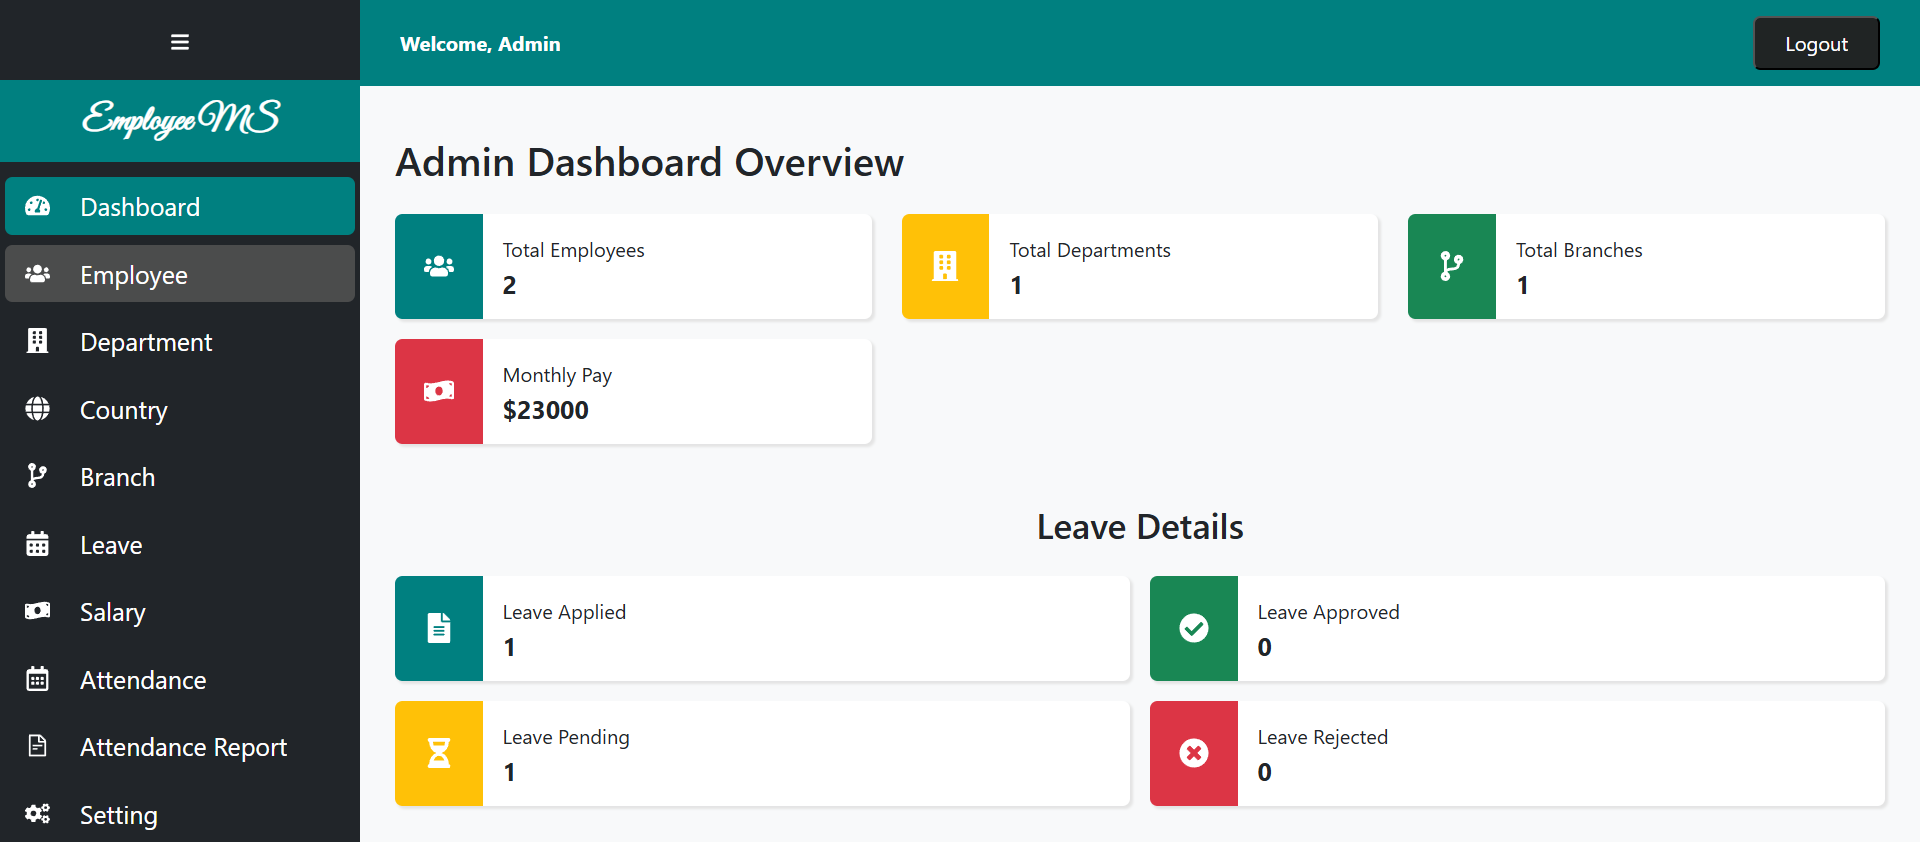 Welcome, Admin
Logout
Employee MS
Dashboard
Employee
Department
Country
Branch
Leave
Salary
Attendance
Attendance Report
Setting
Admin Dashboard Overview
Total Employees
2
Total Departments
1
Total Branches
1
Monthly Pay
$23000
Leave Details
Leave Applied
1
Leave Approved
0
Leave Pending
1
Leave Rejected
0